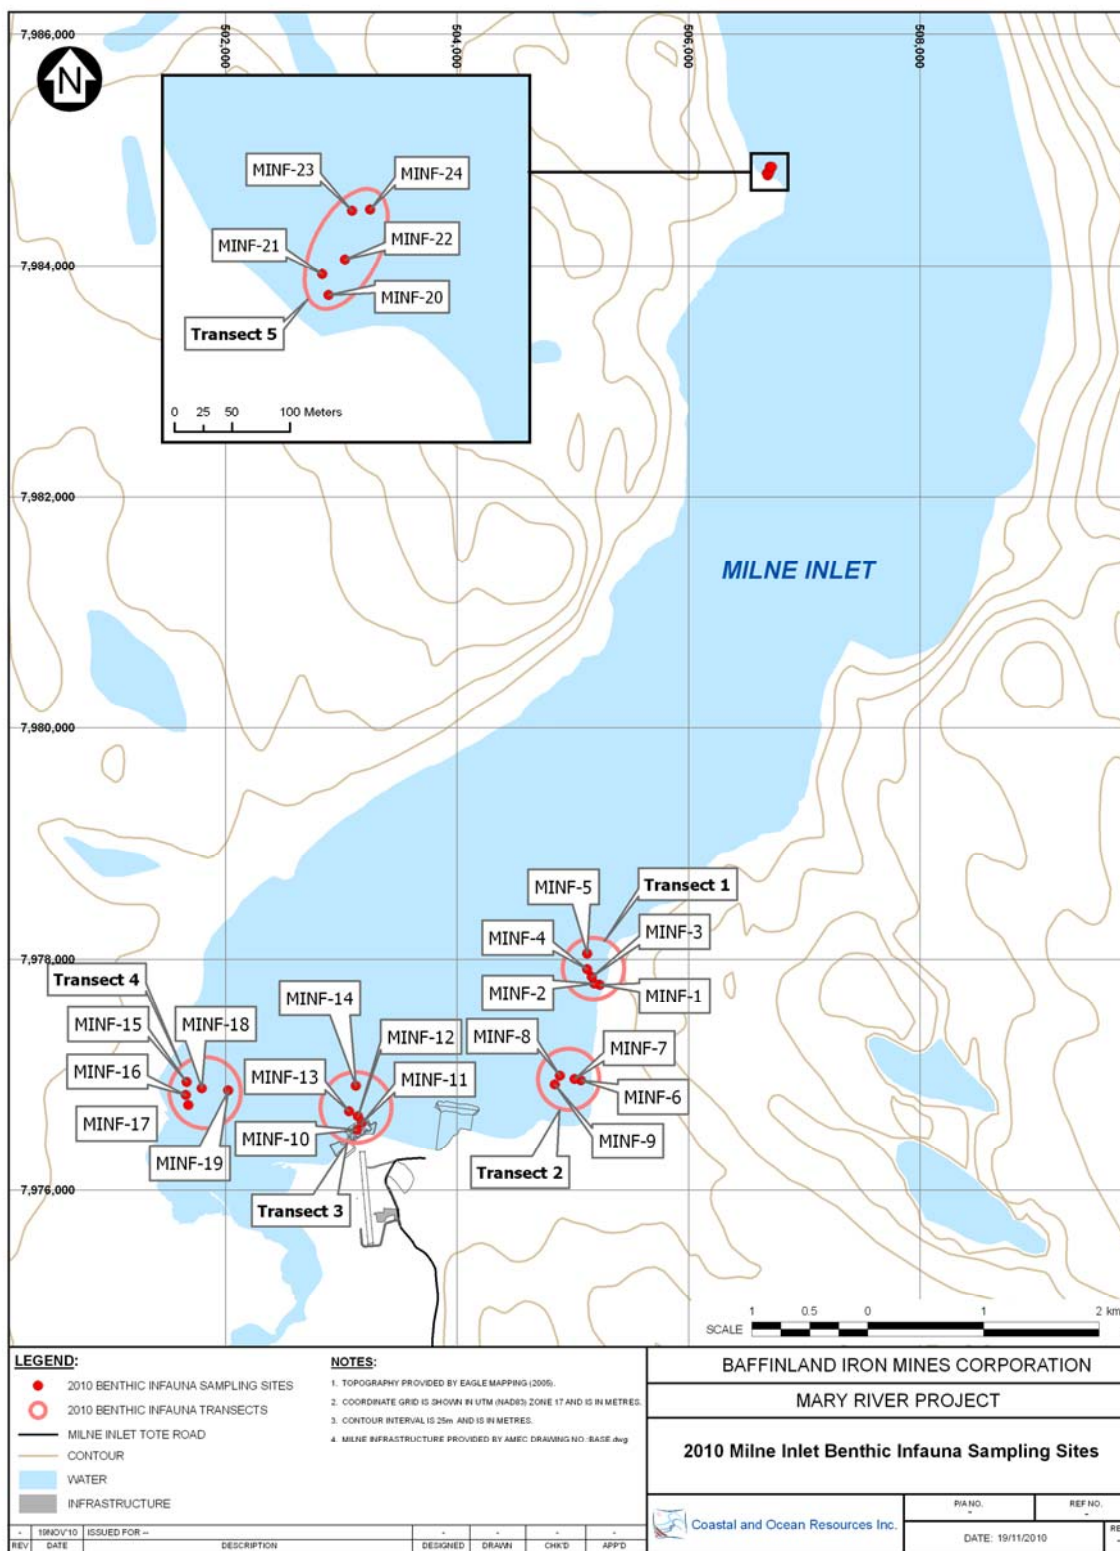 7,986,000
502,000
504,000
506,000
508,000
N
MINF-23
MINF-24
MINF-21
MINF-22
MINF-20
Transect 5
0 25 50 100 Meters
7,984,000
7,982,000
MILNE INLET
7,980,000
MINF-5
Transect 1
MINF-4
MINF-3
7,978,000
MINF-2
MINF-1
Transect 4
MINF-14
MINF-15
MINF-18
MINF-12
MINF-8
MINF-7
MINF-16
MINF-13
MINF-11
MINF-6
MINF-17
MINF-10
MINF-9
MINF-19
Transect 2
7,976,000
Transect 3
SCALE 1 0.5 0 1 2 km
LEGEND:
2010 BENTHIC INFAUNA SAMPLING SITES
2010 BENTHIC INFAUNA TRANSECTS
MILNE INLET TOTE ROAD
CONTOUR
WATER
INFRASTRUCTURE
NOTES:
1. TOPOGRAPHY PROVIDED BY EAGLE MAPPING (2005).
2. COORDINATE GRID IS SHOWN IN UTM (NAD83) ZONE 17 AND IS IN METRES.
3. CONTOUR INTERVAL IS 25m AND IS IN METRES.
4. MILNE INFRASTRUCTURE PROVIDED BY AMEC DRAWING NO.:BASE.dwg
BAFFINLAND IRON MINES CORPORATION
MARY RIVER PROJECT
2010 Milne Inlet Benthic Infauna Sampling Sites
Coastal and Ocean Resources Inc.
P/A NO.
-
REF NO.
-
DATE: 19/11/2010
- 19NOV'10 ISSUED FOR -- - - - -
REV DATE DESCRIPTION DESIGNED DRAWN CHK'D APP'D